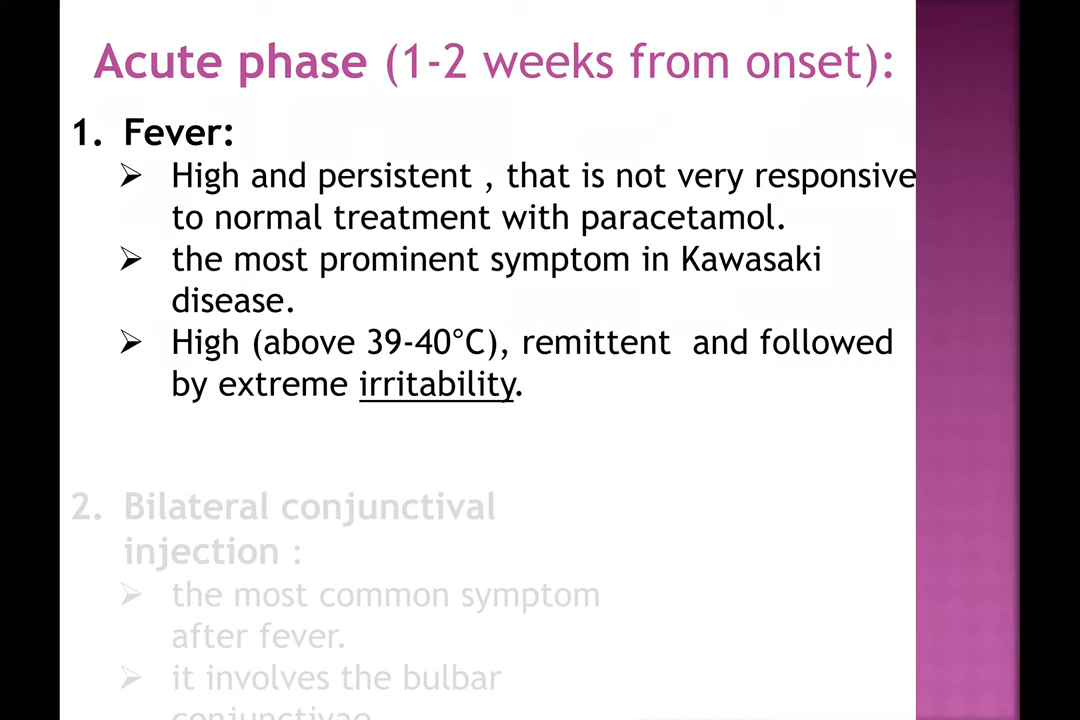 Acute phase (1-2 weeks from onset):
1. Fever:
➢ High and persistent , that is not very responsive
to normal treatment with paracetamol.
➢ the most prominent symptom in Kawasaki
disease.
➢ High (above 39-40°C), remittent and followed
by extreme irritability.
2. Bilateral conjunctival
injection :
➢ the most common symptom
after fever.
➢ it involves the bulbar
conjunctivae